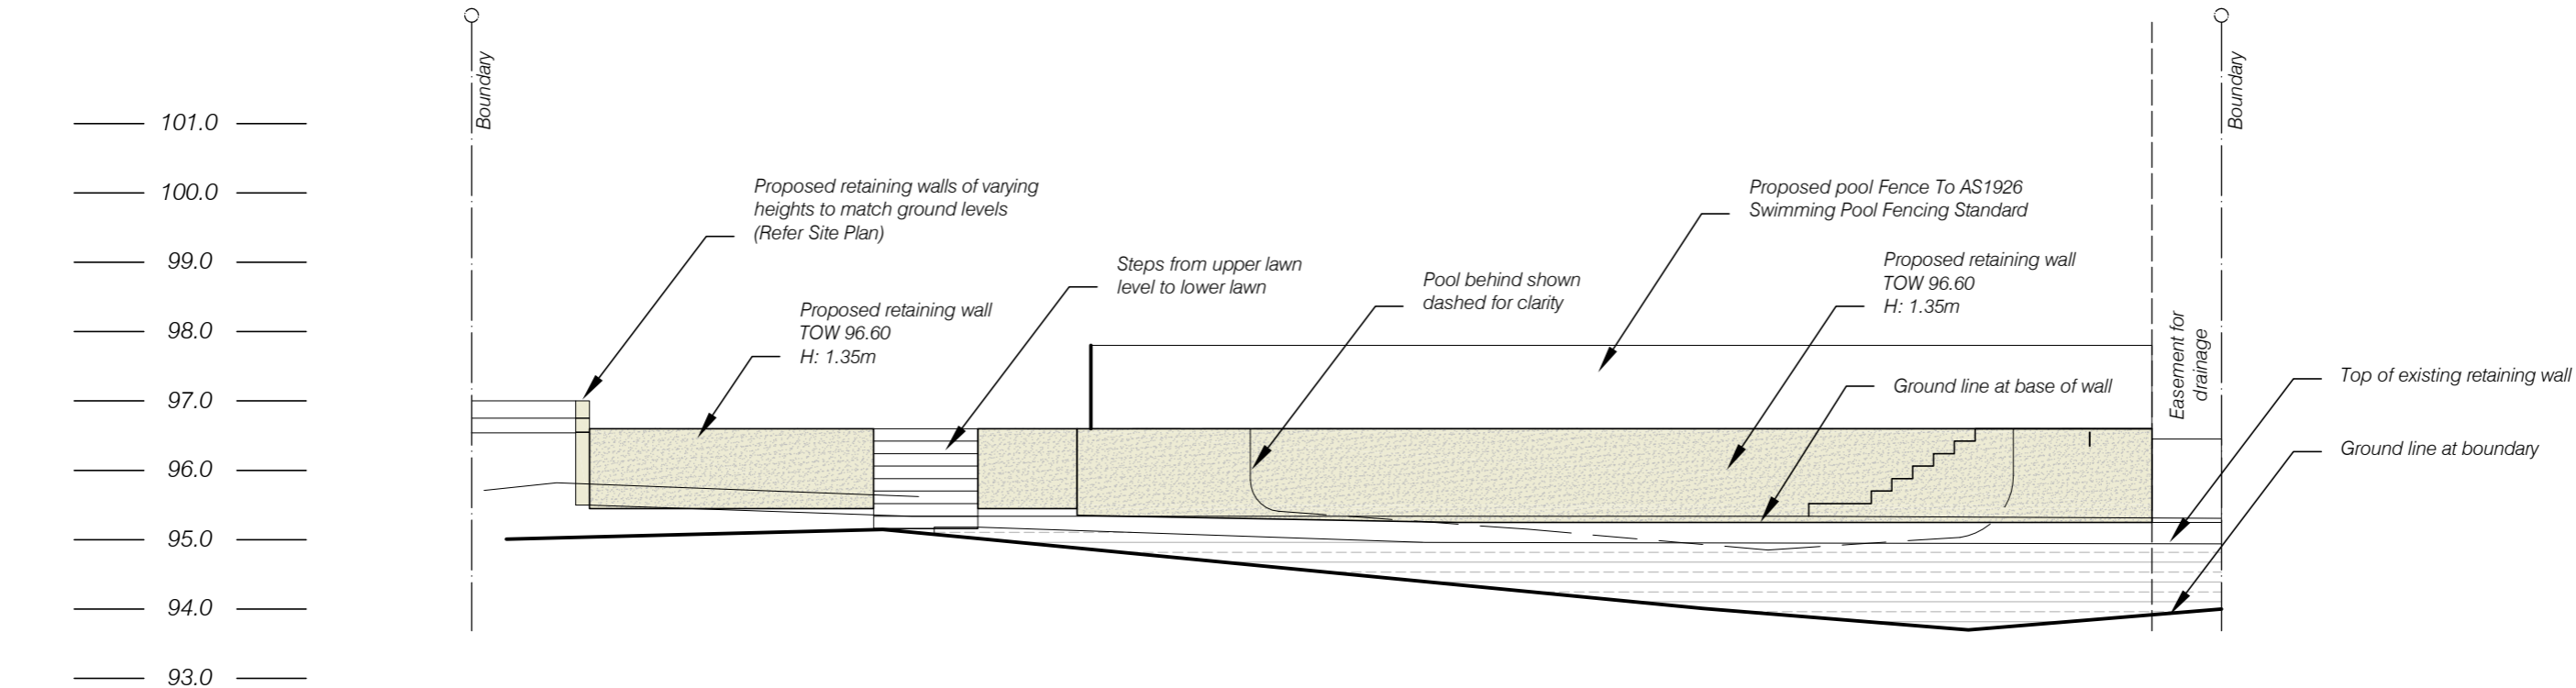 Boundary
Boundary
101.0
100.0
99.0
98.0
97.0
96.0
95.0
94.0
93.0
Proposed retaining walls of varying
heights to match ground levels
(Refer Site Plan)
Proposed retaining wall
TOW 96.60
H: 1.35m
Steps from upper lawn
level to lower lawn
Pool behind shown
dashed for clarity
Proposed pool Fence To AS1926
Swimming Pool Fencing Standard
Proposed retaining wall
TOW 96.60
H: 1.35m
Ground line at base of wall
Easement for
drainage
Top of existing retaining wall
Ground line at boundary